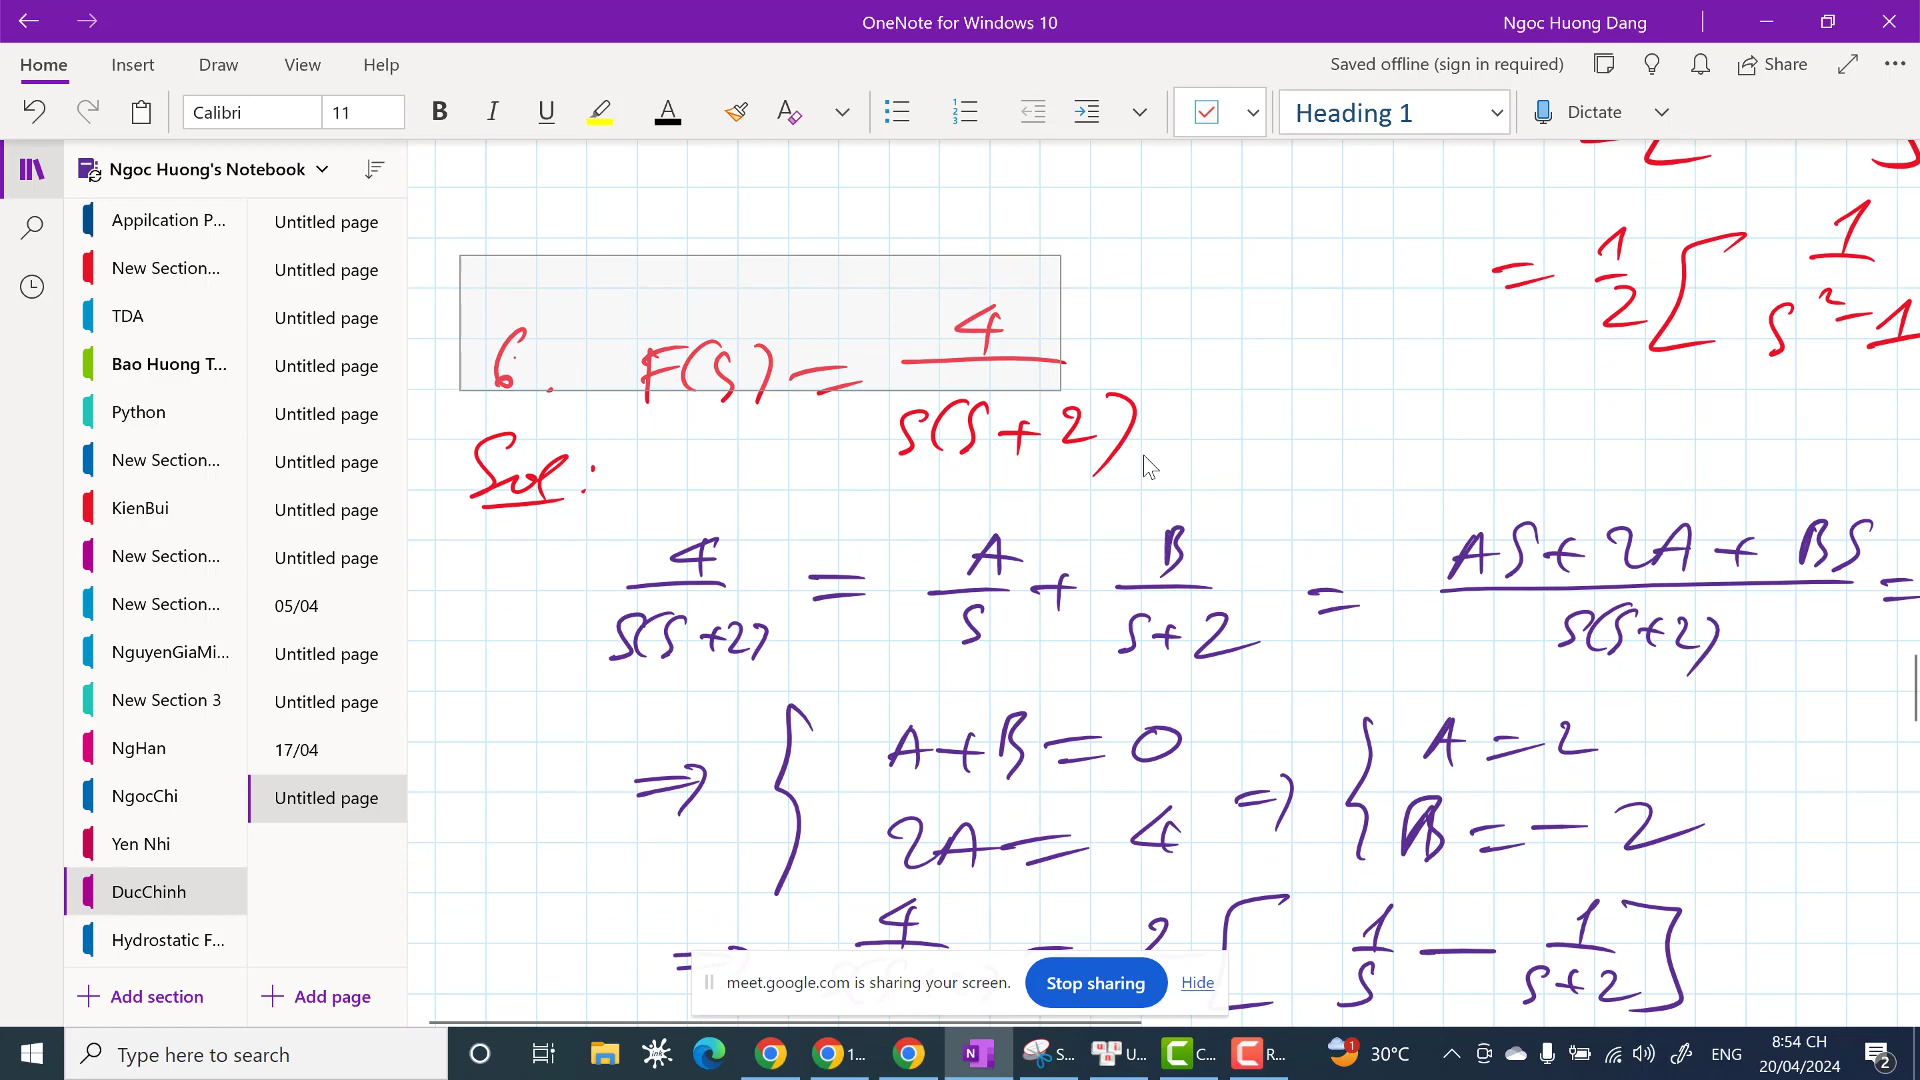 OneNote for Windows 10
Ngoc Huong Dang
Home Insert Draw View Help
Saved offline (sign in required) Share
Calibri 11 B I U A A Heading 1 Dictate
Ngoc Huong's Notebook
Appilcation P...
New Section...
TDA
Bao Huong T...
Python
New Section...
KienBui
New Section...
New Section...
NguyenGiaMi...
New Section 3
NgHan
NgocChi
Yen Nhi
DucChinh
Hydrostatic F...
Add section
Untitled page
Untitled page
Untitled page
Untitled page
Untitled page
Untitled page
Untitled page
Untitled page
05/04
Untitled page
Untitled page
17/04
Untitled page
Add page
= 1/2 [ 1 / s² - 1
6. F(s) = 4 / s(s+2)
Sol:
4 / s(s+2) = A / s + B / s+2 = As + 2A + Bs / s(s+2) =
⇒ { A + B = 0 ⇒ { A = 2
2A = 4 B = - 2
4 = 2 [ 1 / s - 1 / s+2 ]
meet.google.com is sharing your screen. Stop sharing Hide
Type here to search
1... S... U... C... R... 30°C ENG 8:54 CH
20/04/2024
2